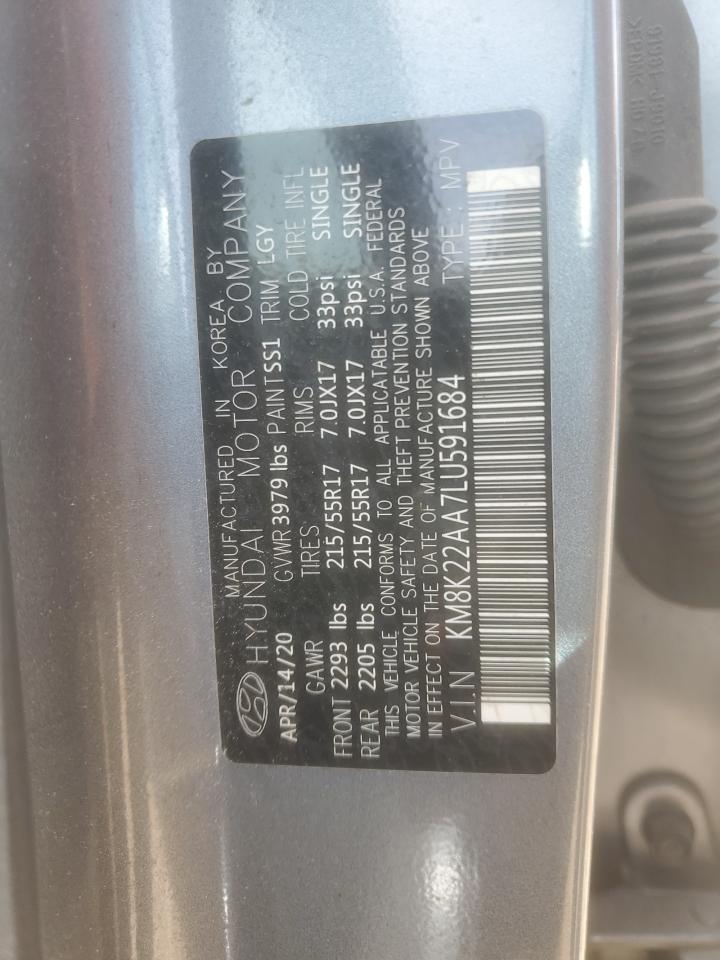 MANUFACTURED IN KOREA BY
HYUNDAI MOTOR COMPANY
APR/14/20 GVWR 3979 lbs PAINT SS1 TRIM LGY
GAWR TIRES RIMS COLD TIRE INFL
FRONT 2293 lbs 215/55R17 7.0JX17 33psi SINGLE
REAR 2205 lbs 215/55R17 7.0JX17 33psi SINGLE
THIS VEHICLE CONFORMS TO ALL APPLICATABLE U.S.A. FEDERAL
MOTOR VEHICLE SAFETY AND THEFT PREVENTION STANDARDS
IN EFFECT ON THE DATE OF MANUFACTURE SHOWN ABOVE
V.I.N KM8K22AA7LU591684 TYPE : MPV